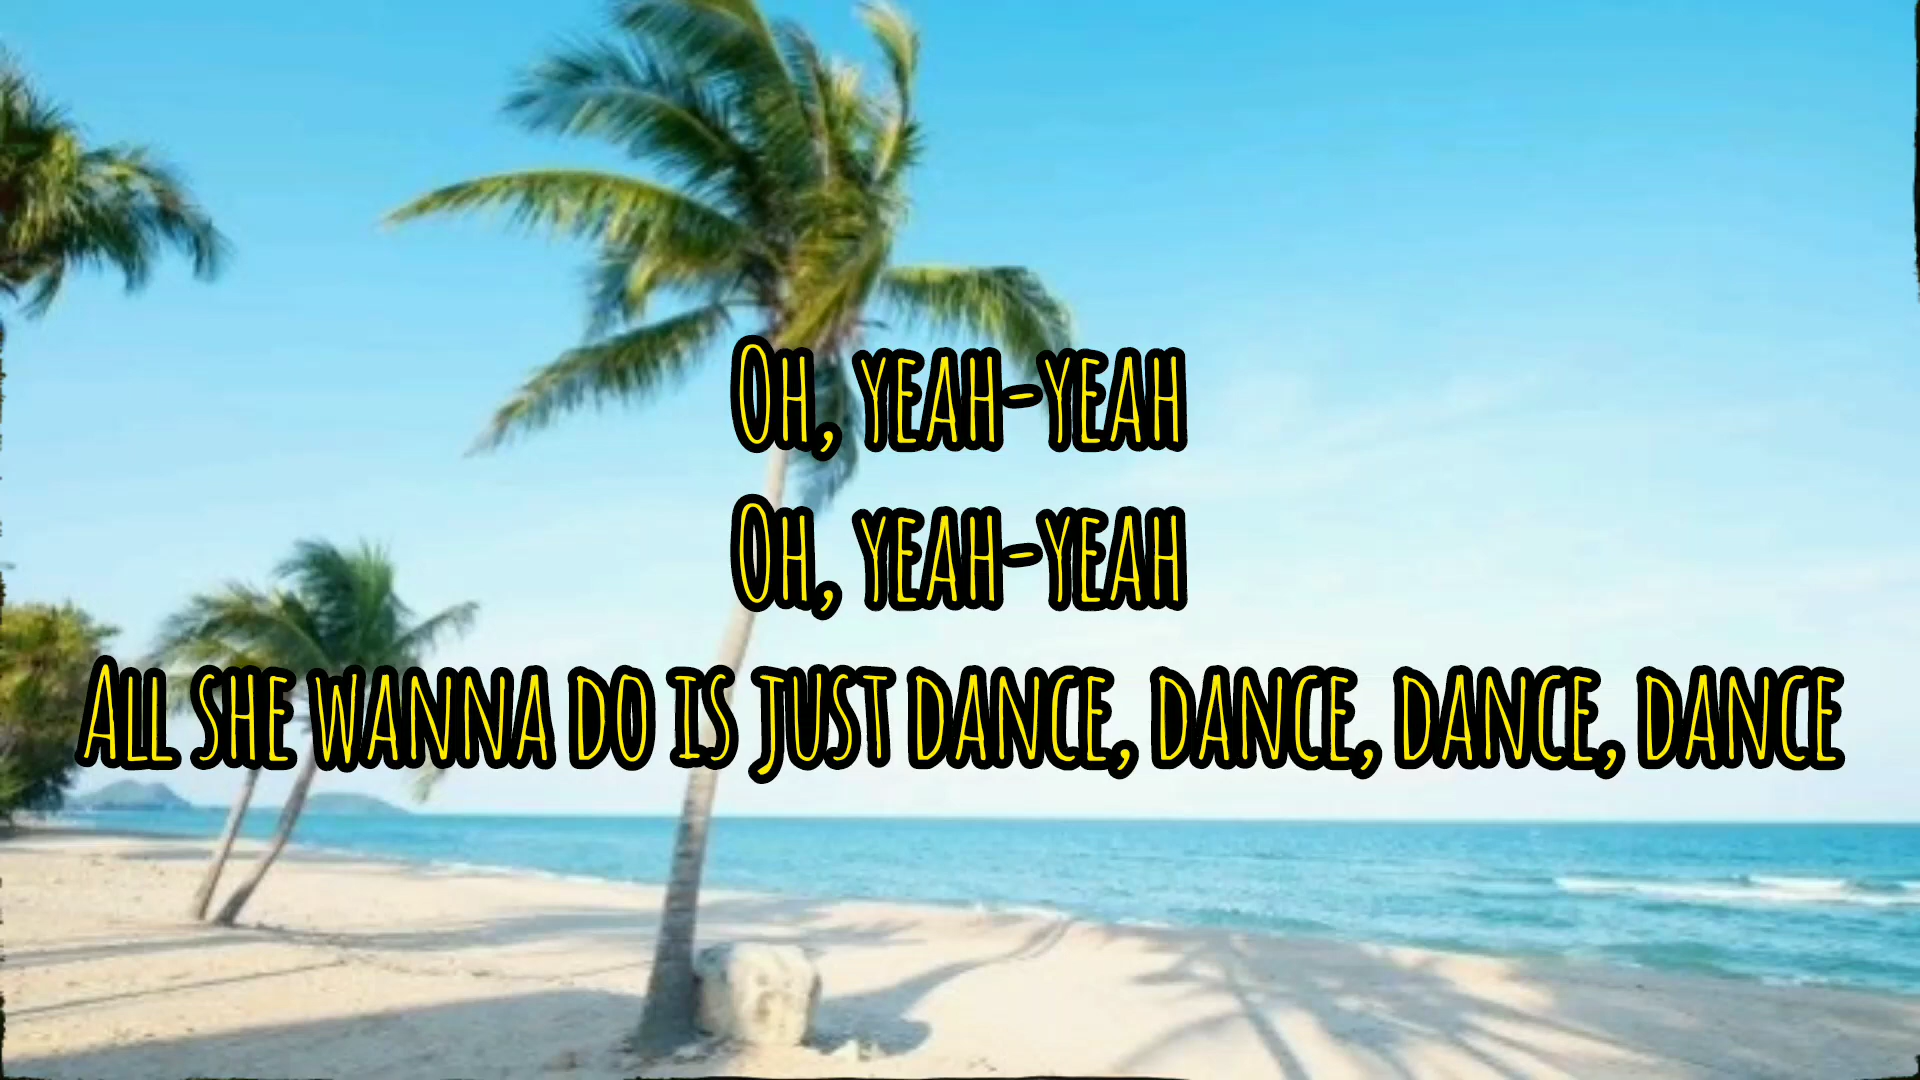 Oh, yeah-yeah
Oh, yeah-yeah
All she wanna do is just dance, dance, dance, dance